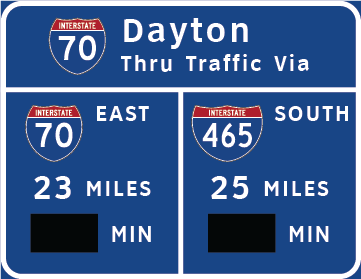 INTERSTATE
70
Dayton
Thru Traffic Via
INTERSTATE
70
EAST
23 MILES
MIN
INTERSTATE
465
SOUTH
25 MILES
MIN